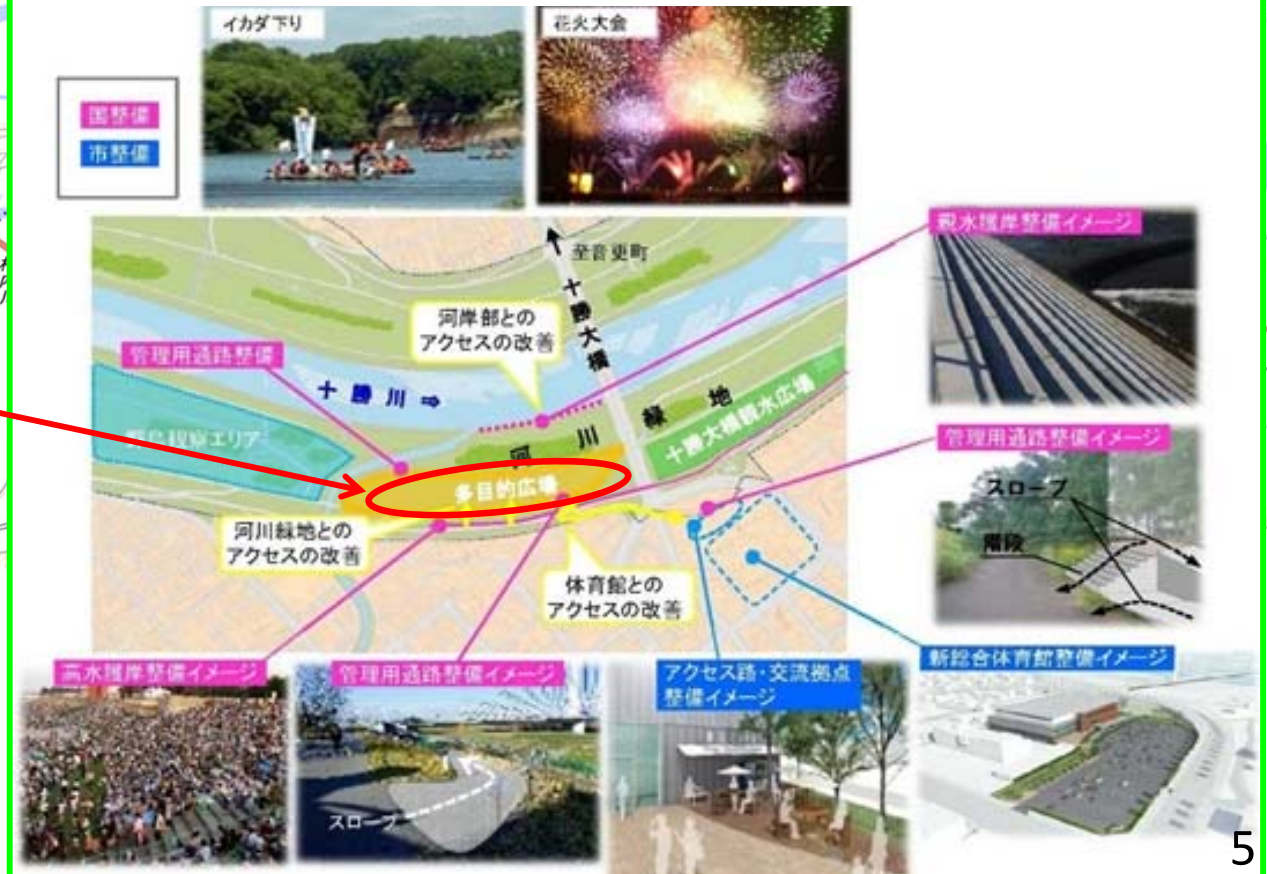 イカダ下り
花火大会
国整備
市整備
親水護岸整備イメージ
至音更町
十勝大橋
河岸部との
アクセスの改善
管理用通路整備
十勝川⇒
緑地
河川
十勝大橋親水広場
野鳥観察エリア
多目的広場
管理用通路整備イメージ
スロープ
階段
河川緑地との
アクセスの改善
体育館との
アクセスの改善
高水護岸整備イメージ
管理用通路整備イメージ
アクセス路・交流拠点
整備イメージ
新総合体育館整備イメージ
スロープ
5